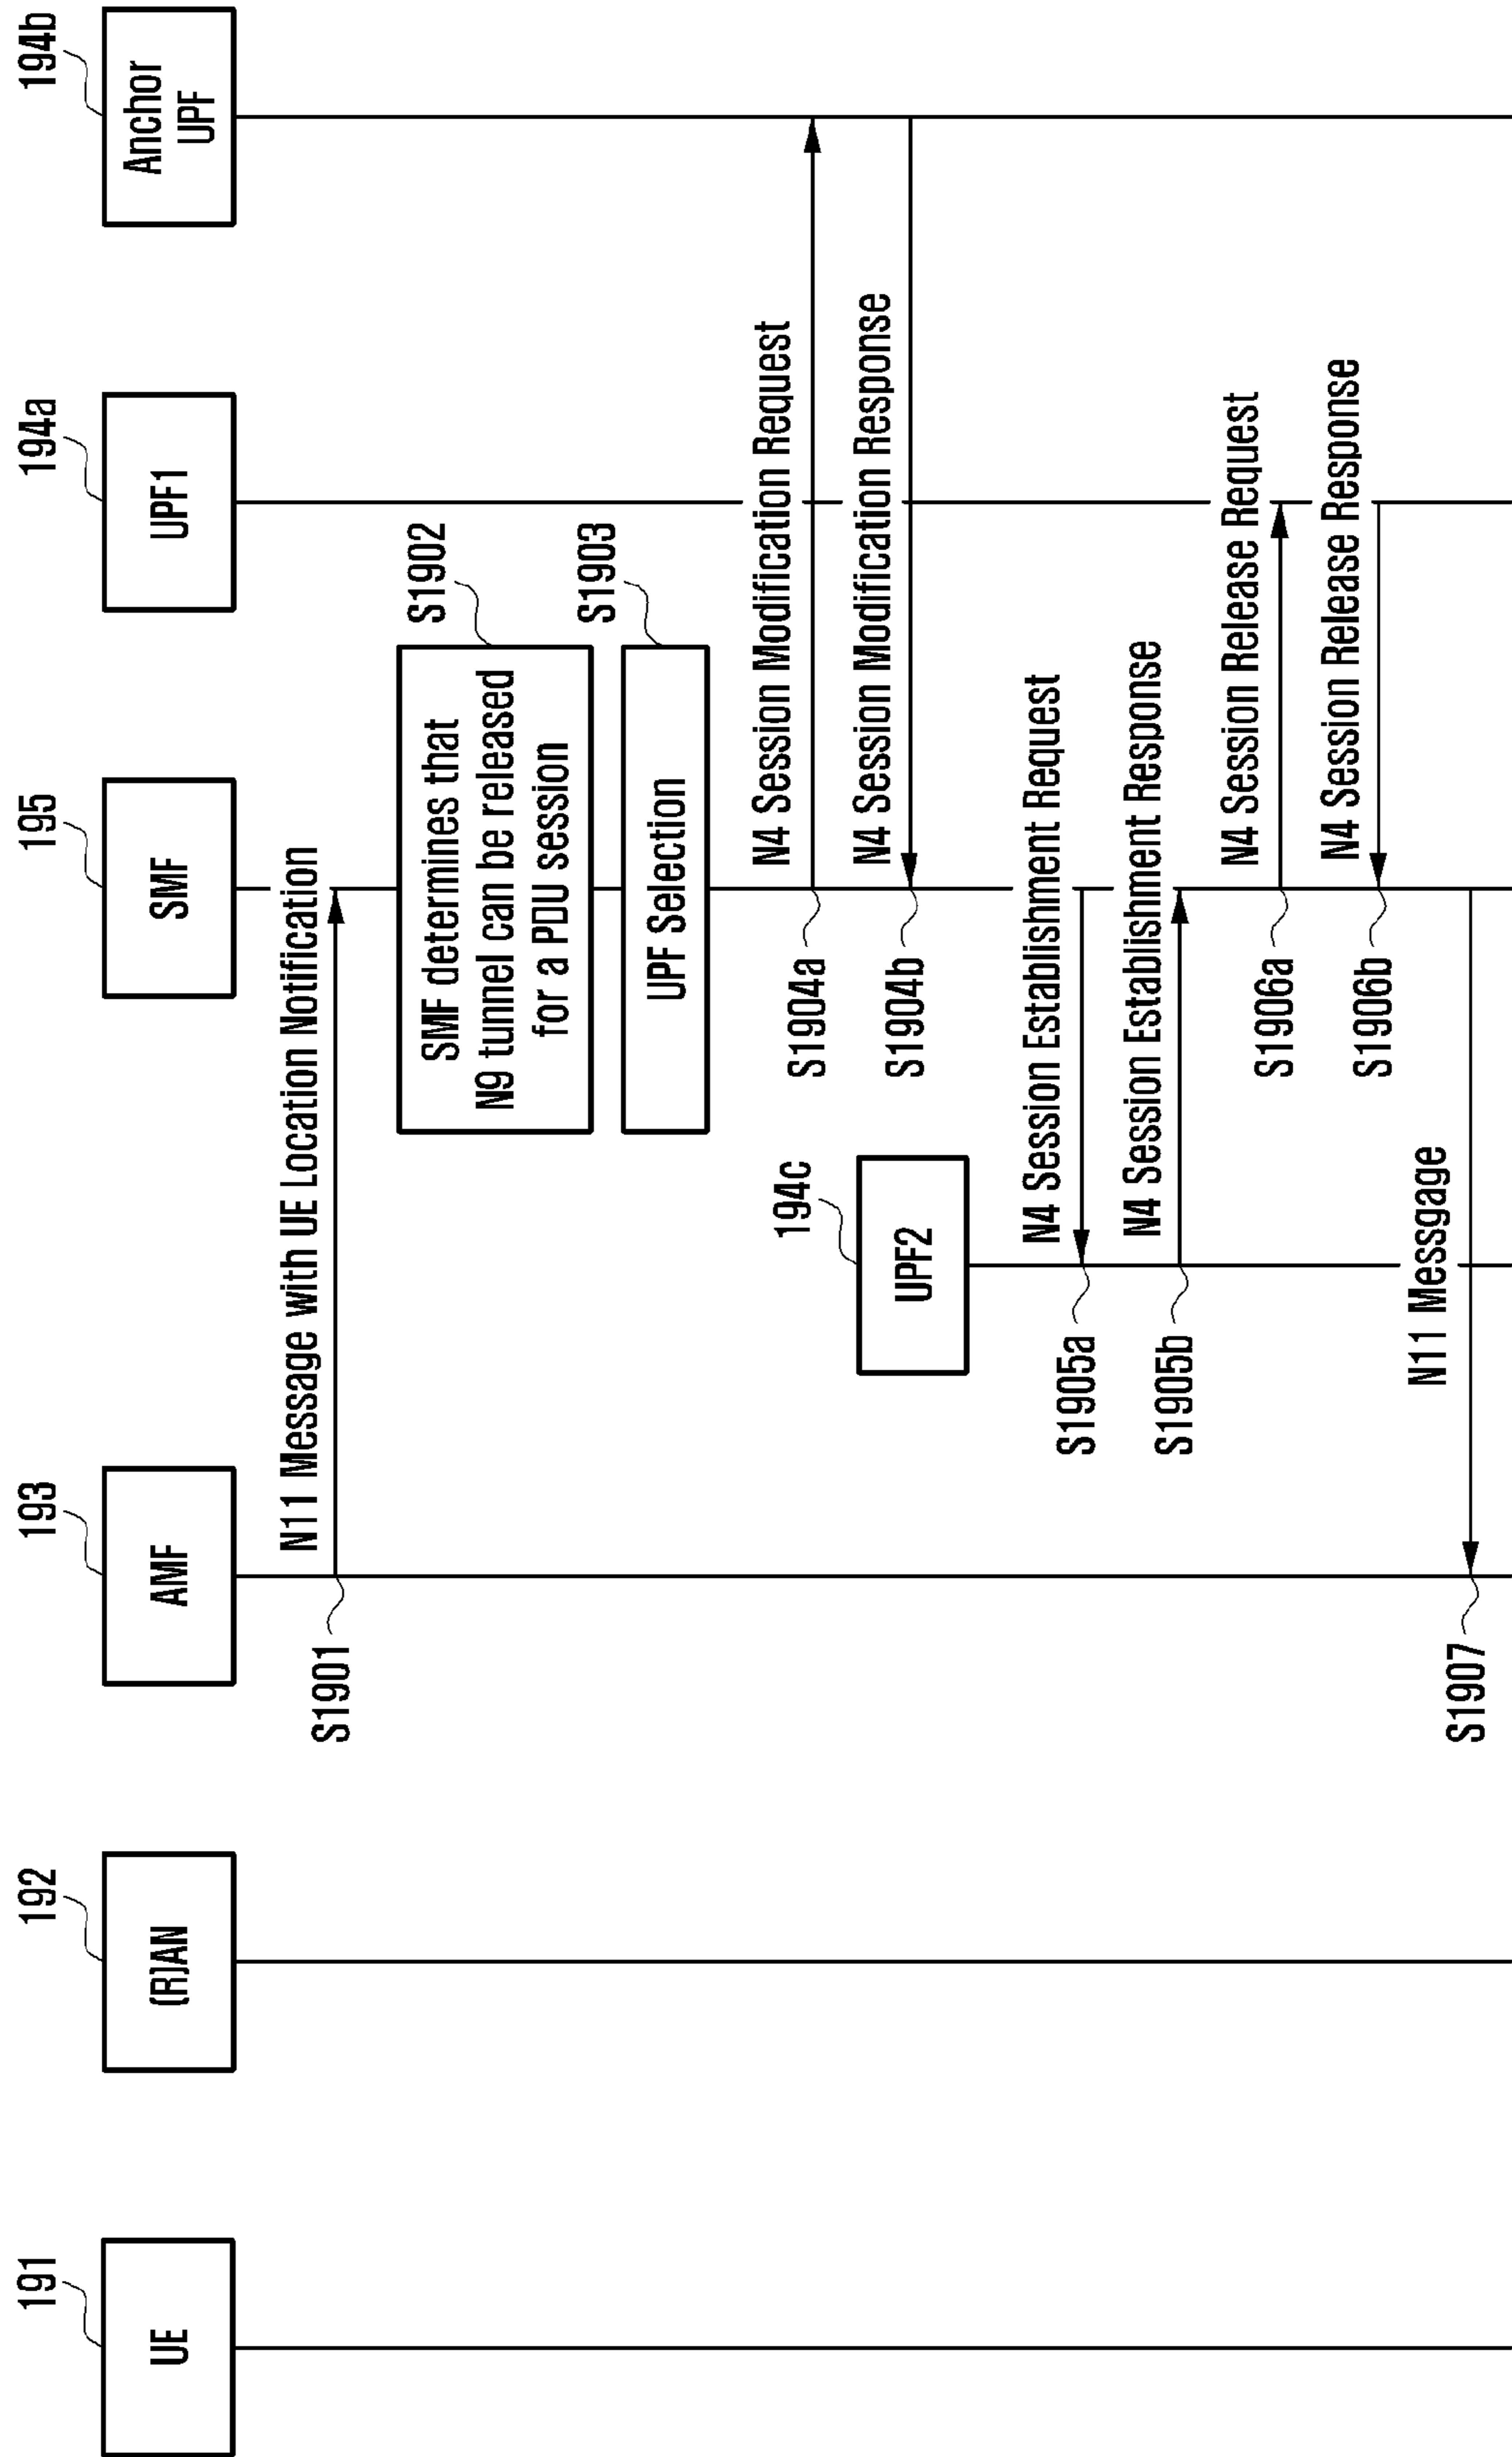 191
192
193
195
194a
194b
UE
(R)AN
AMF
SMF
UPF1
Anchor
UPF
N11 Message with UE Location Notification
S1901
S1902
SMF determines that
N9 tunnel can be released
for a PDU session
S1903
UPF Selection
N4 Session Modification Request
S1904a
194c
UPF2
N4 Session Modification Response
S1904b
N4 Session Establishment Request
S1905a
N4 Session Establishment Response
S1905b
N4 Session Release Request
S1906a
N4 Session Release Response
S1906b
N11 Messgage
S1907